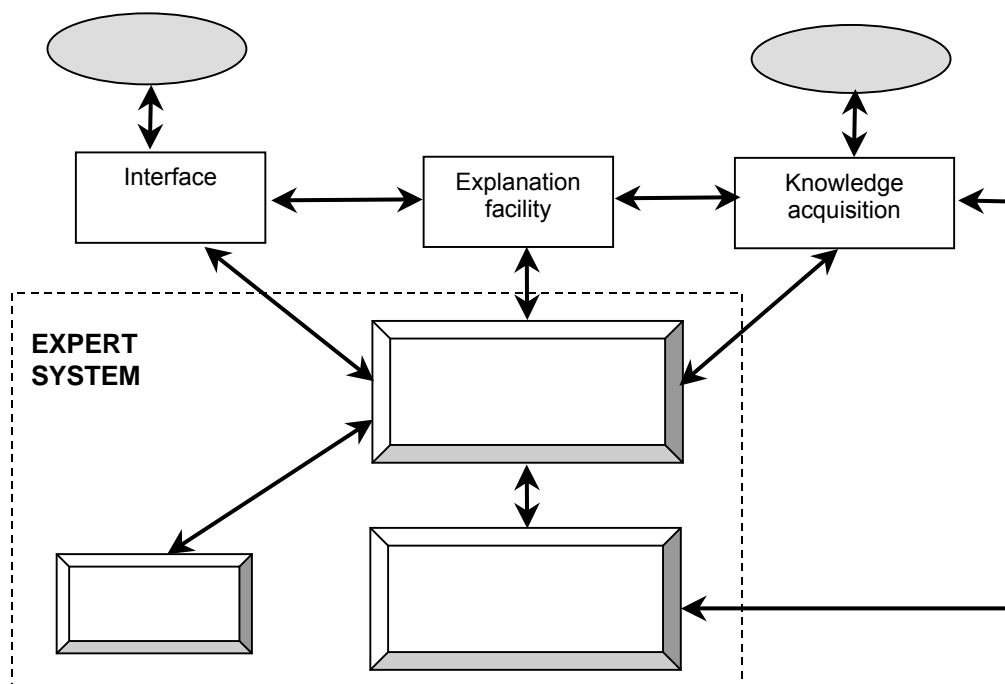 Interface
Explanation
facility
Knowledge
acquisition
EXPERT
SYSTEM